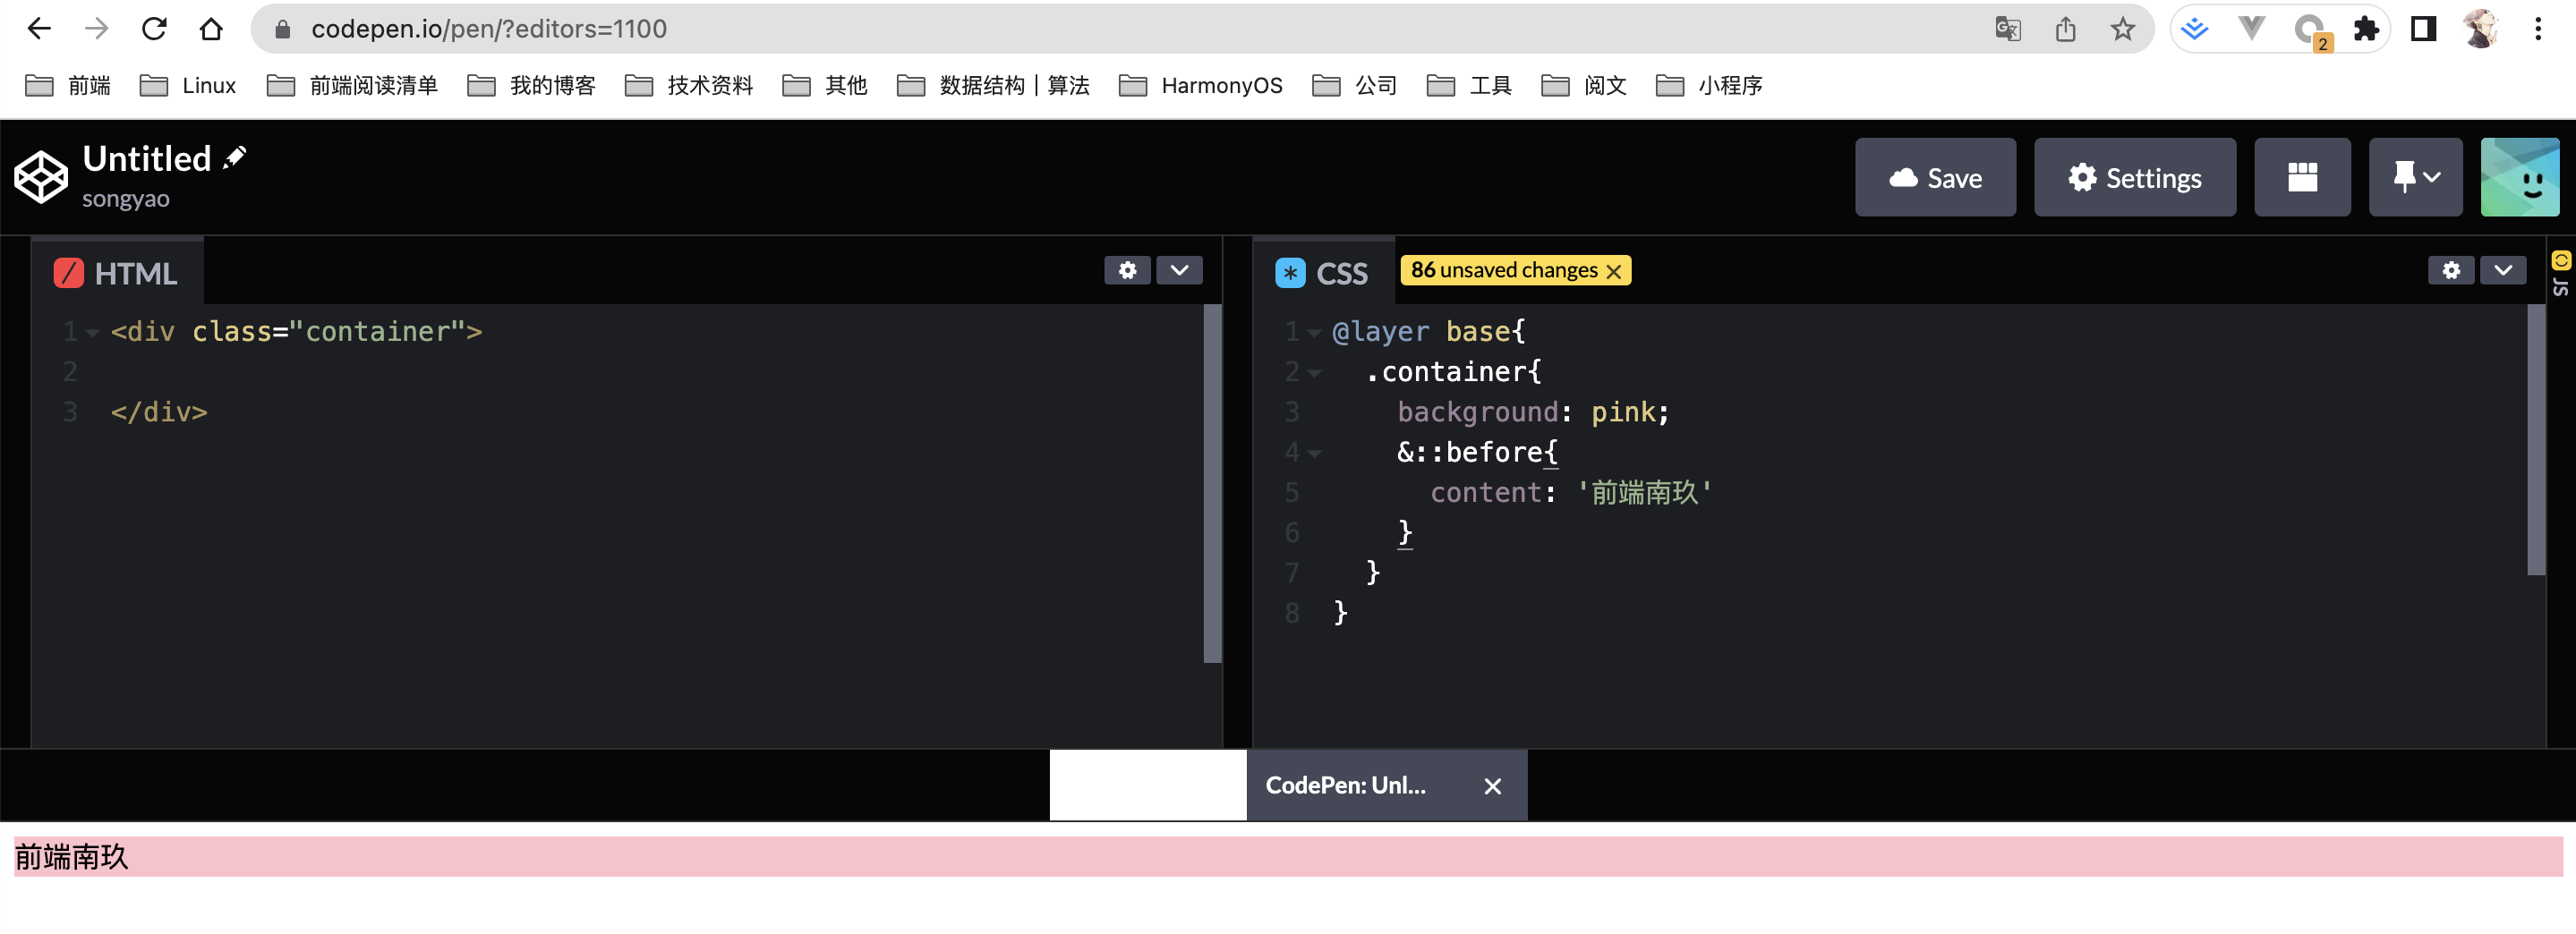 codepen.io/pen/?editors=1100
2
前端 Linux 前端阅读清单 我的博客 技术资料 其他 数据结构｜算法 HarmonyOS 公司 工具 阅文 小程序
Untitled
songyao
Save Settings
HTML
CSS 86 unsaved changes
JS
1 <div class="container">
2
3 </div>
1 @layer base{
2 .container{
3 background: pink;
4 &::before{
5 content: '前端南玖'
6 }
7 }
8 }
CodePen: Unl...
前端南玖